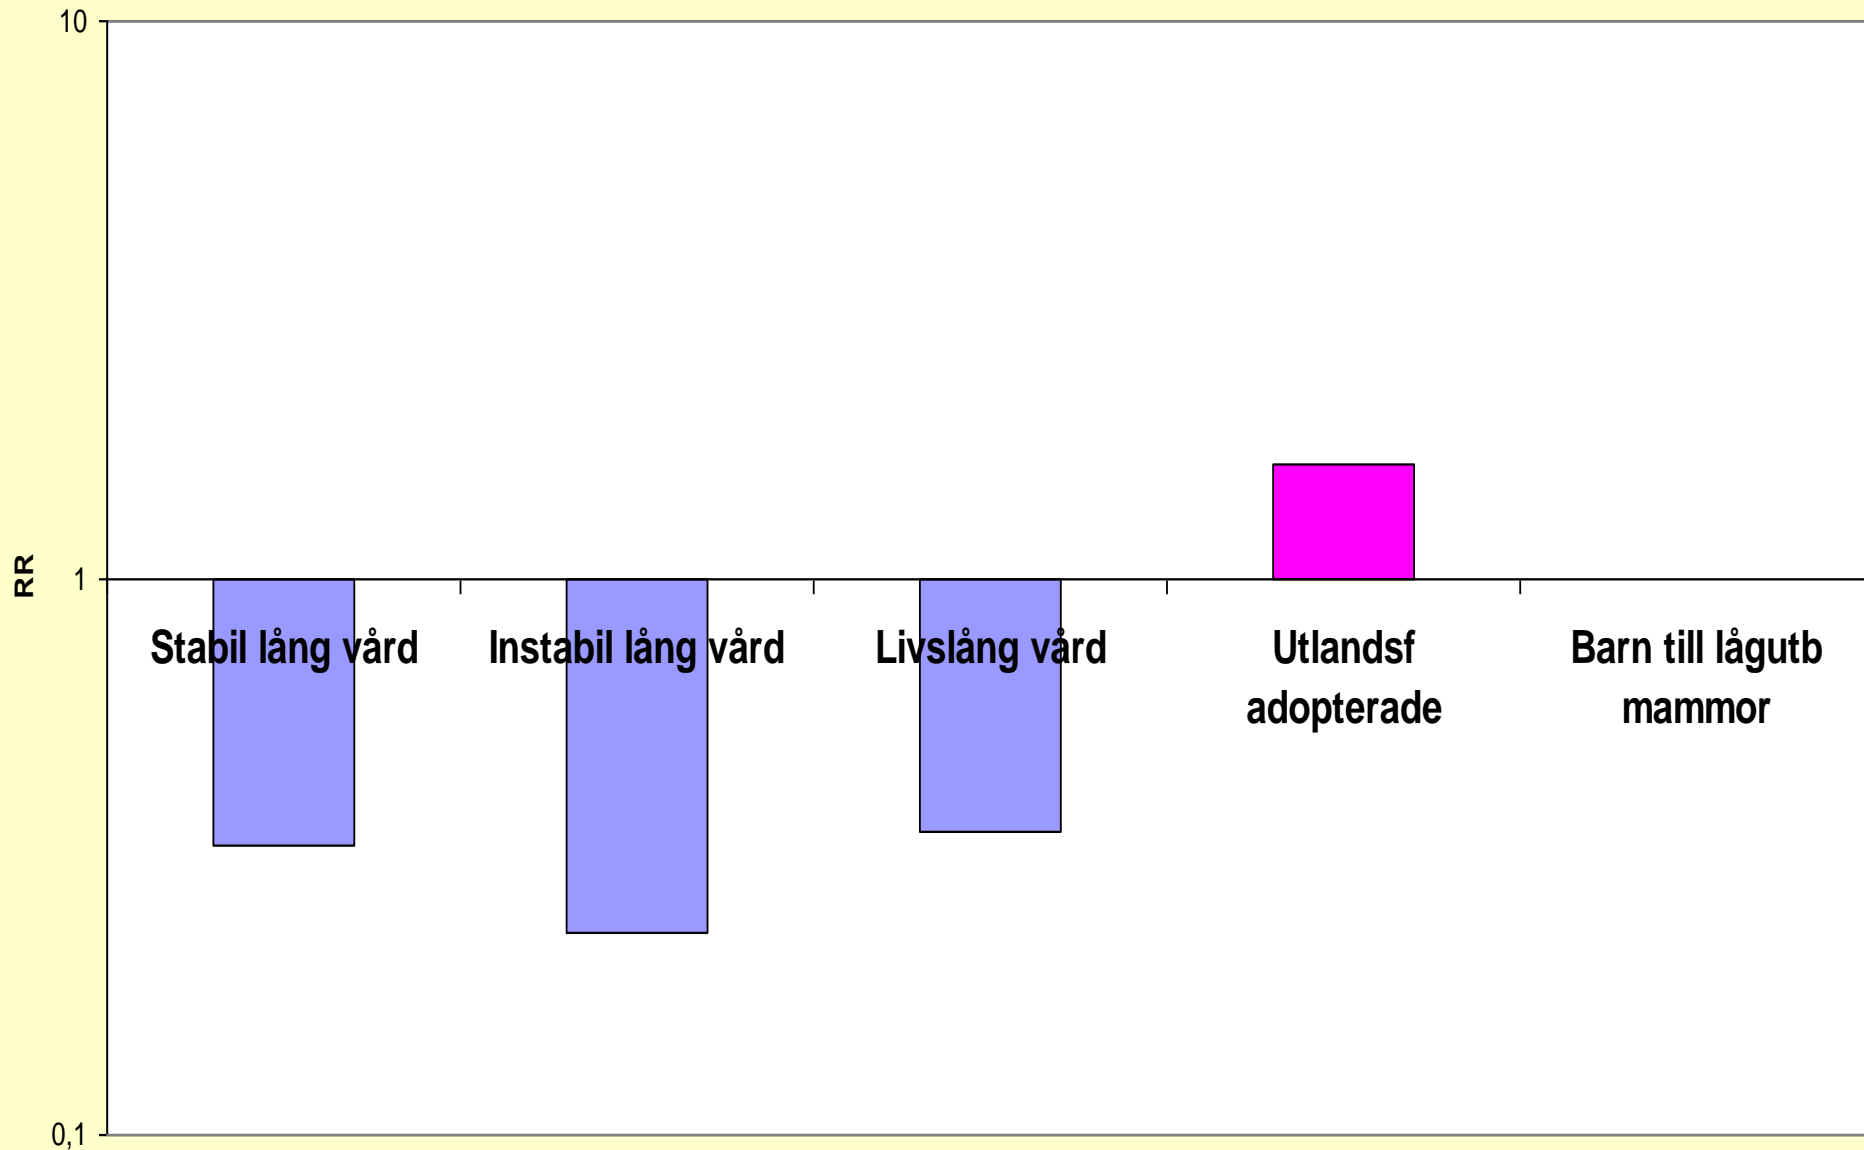 10
RR
1
Stabil lång vård
Instabil lång vård
Livslång vård
Utlandsf
adopterade
Barn till lågutb
mammor
0,1